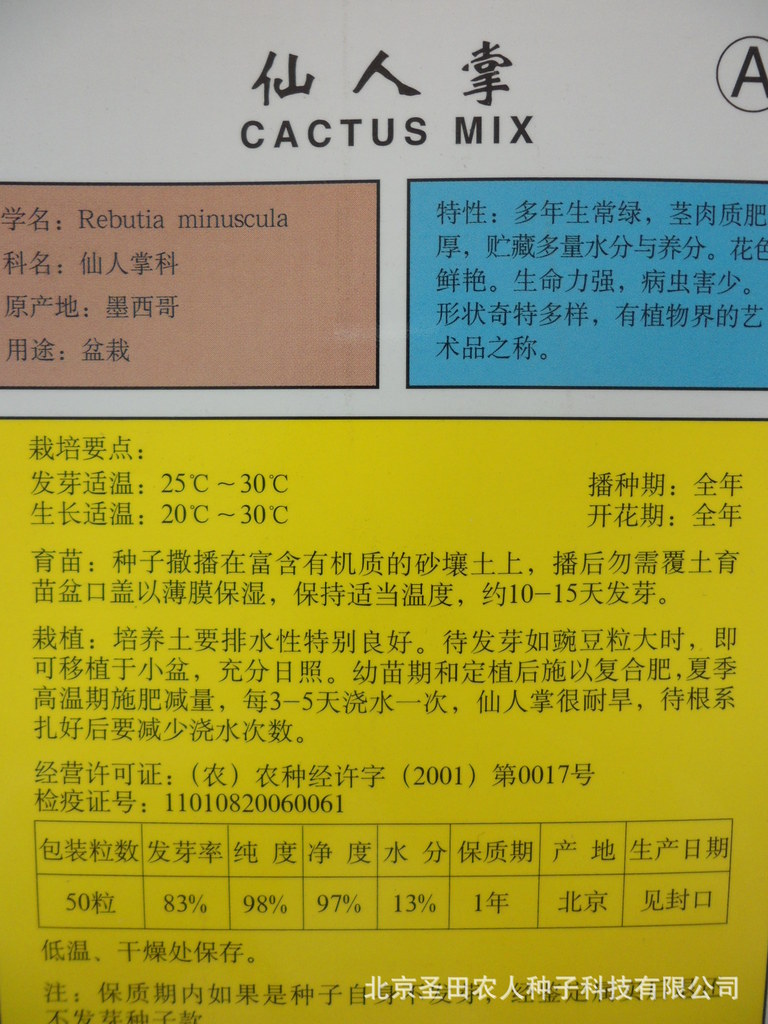 仙人掌
CACTUS MIX
A
学名：Rebutia minuscula
科名：仙人掌科
原产地：墨西哥
用途：盆栽
特性：多年生常绿，茎肉质肥
厚，贮藏多量水分与养分。花色
鲜艳。生命力强，病虫害少。
形状奇特多样，有植物界的艺
术品之称。
栽培要点：
发芽适温：25℃～30℃ 播种期：全年
生长适温：20℃～30℃ 开花期：全年
育苗：种子撒播在富含有机质的砂壤土上，播后勿需覆土育
苗盆口盖以薄膜保湿，保持适当温度，约10-15天发芽。
栽植：培养土要排水性特别良好。待发芽如豌豆粒大时，即
可移植于小盆，充分日照。幼苗期和定植后施以复合肥，夏季
高温期施肥减量，每3-5天浇水一次，仙人掌很耐旱，待根系
扎好后要减少浇水次数。
经营许可证：（农）农种经许字（2001）第0017号
检疫证号：11010820060061
包装粒数 发芽率 纯度 净度 水分 保质期 产地 生产日期
50粒 83% 98% 97% 13% 1年 北京 见封口
低温、干燥处保存。
注：保质期内如果是种子自身不发芽，经鉴定
不发芽种子款
北京圣田农人种子科技有限公司